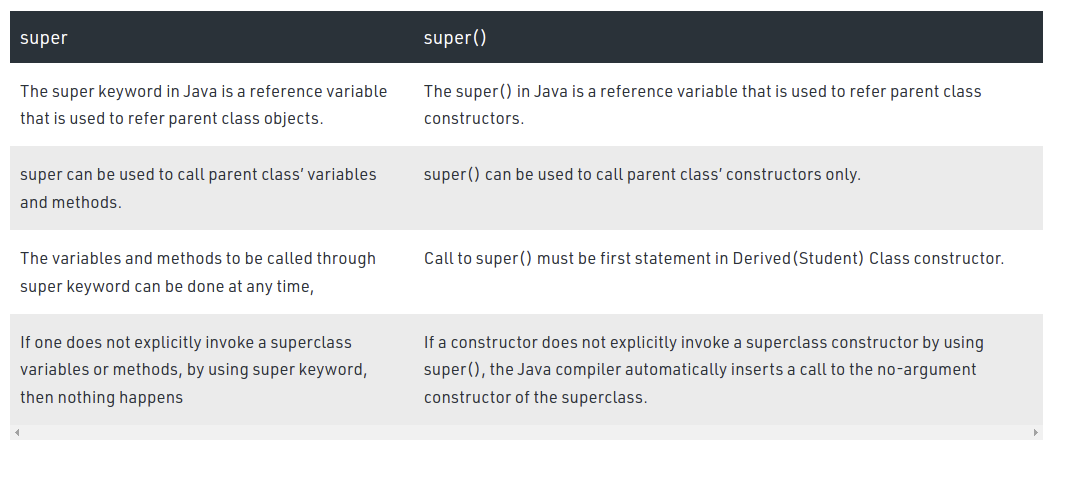 super
super()
The super keyword in Java is a reference variable
that is used to refer parent class objects.
The super() in Java is a reference variable that is used to refer parent class
constructors.
super can be used to call parent class’ variables
and methods.
super() can be used to call parent class’ constructors only.
The variables and methods to be called through
super keyword can be done at any time,
Call to super() must be first statement in Derived(Student) Class constructor.
If one does not explicitly invoke a superclass
variables or methods, by using super keyword,
then nothing happens
If a constructor does not explicitly invoke a superclass constructor by using
super(), the Java compiler automatically inserts a call to the no-argument
constructor of the superclass.